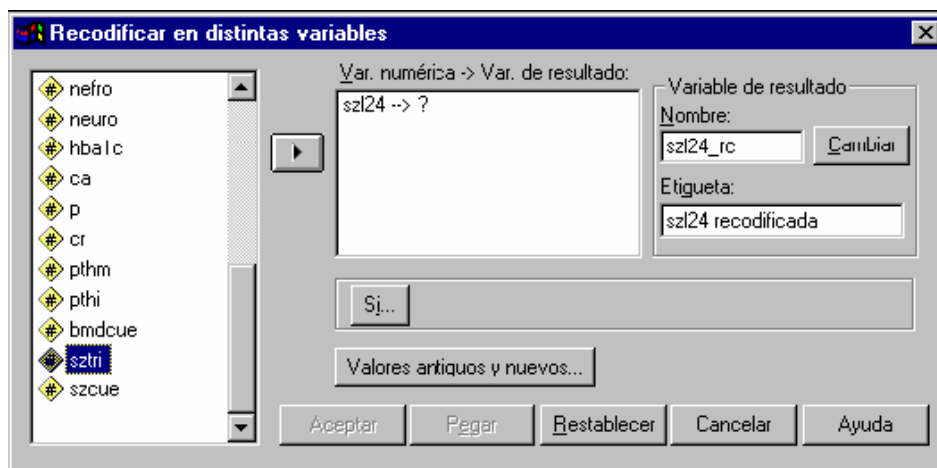 Recodificar en distintas variables
nefro
neuro
hbalc
ca
p
cr
pthm
pthi
bmdcue
sztri
szcue
Var. numérica -> Var. de resultado:
szl24 --> ?
Variable de resultado
Nombre:
szl24_rc
Cambiar
Etiqueta:
szl24 recodificada
Si...
Valores antiguos y nuevos...
Aceptar
Pegar
Restablecer
Cancelar
Ayuda